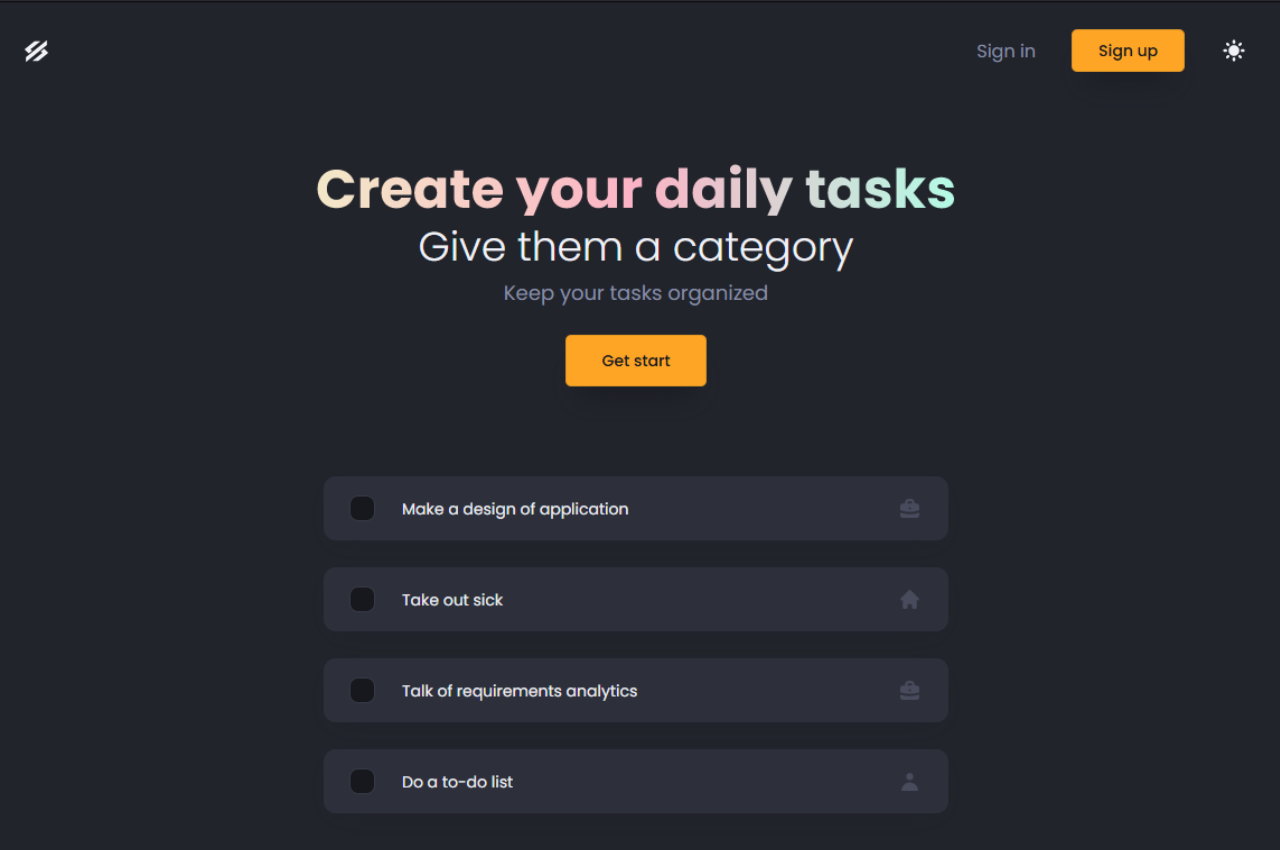 Sign in
Sign up
Create your daily tasks
Give them a category
Keep your tasks organized
Get start
Make a design of application
Take out sick
Talk of requirements analytics
Do a to-do list